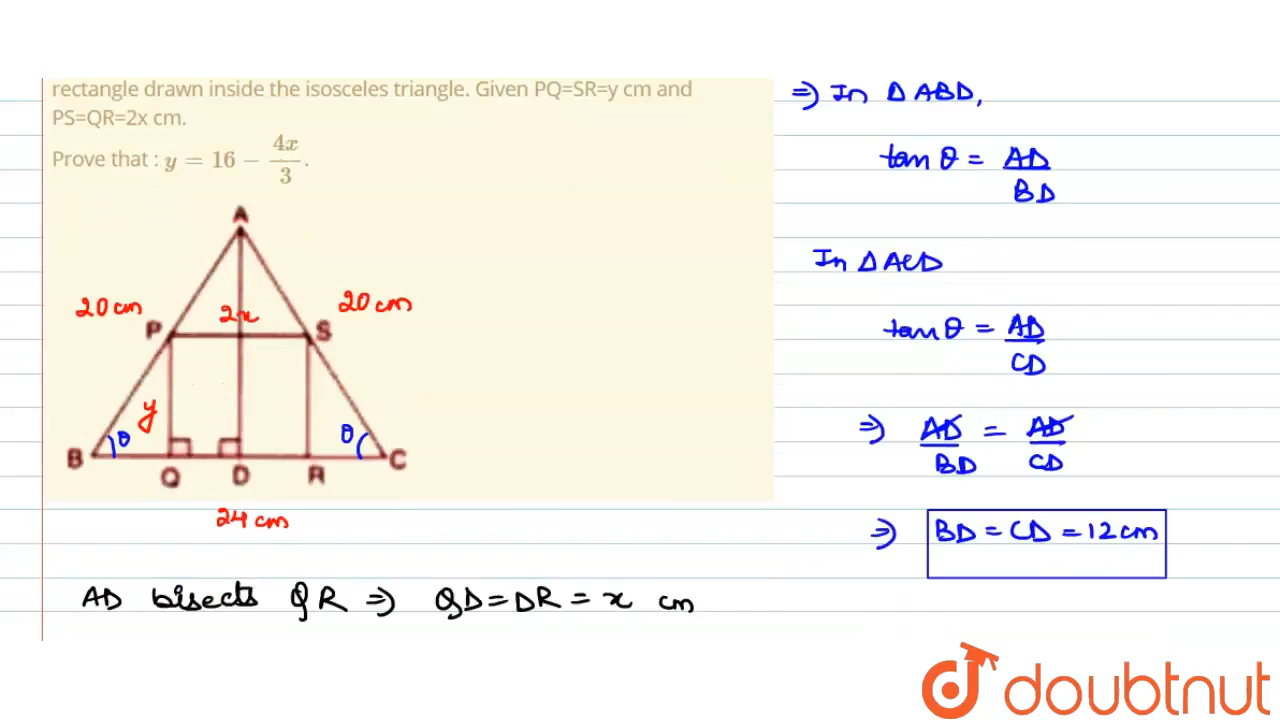 rectangle drawn inside the isosceles triangle. Given PQ=SR=y cm and
PS=QR=2x cm.
Prove that : y = 16 − 4x/3.
A
20 cm
2x
20 cm
P
S
y
θ
θ
B
Q
D
R
C
24 cm
AD bisects QR ⇒ QD = DR = x cm
⇒ In Δ ABD,
tan θ = AD/BD
In Δ ACD
tan θ = AD/CD
⇒ AD/BD = AD/CD
⇒ BD = CD = 12 cm
doubtnut